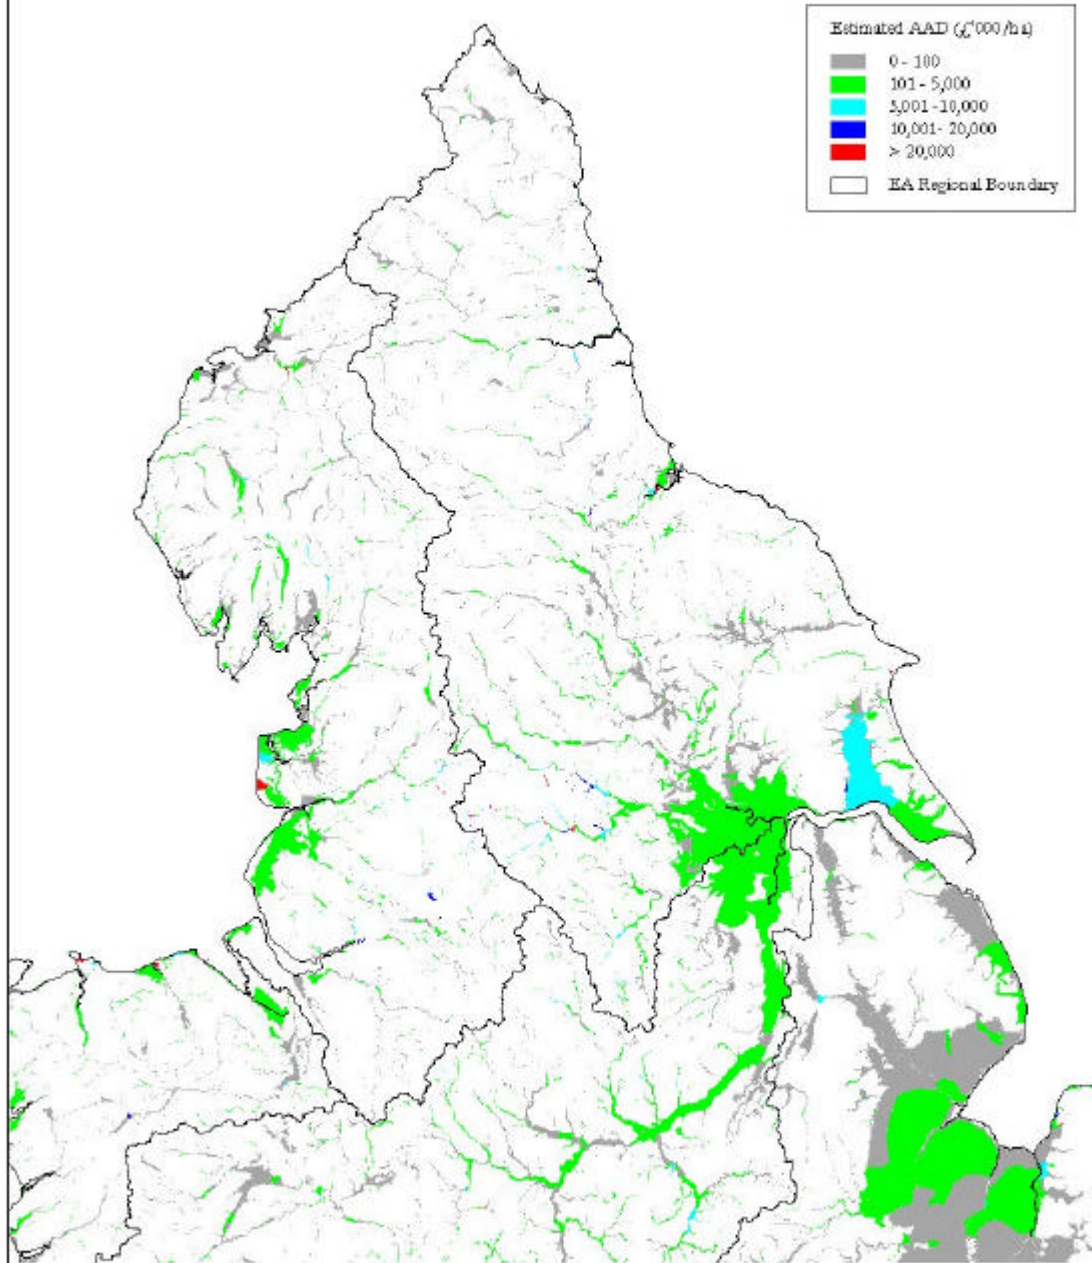 Estimated AAD (£'000/ha)
0 - 100
101 - 5,000
5,001 -10,000
10,001- 20,000
> 20,000
EA Regional Boundary